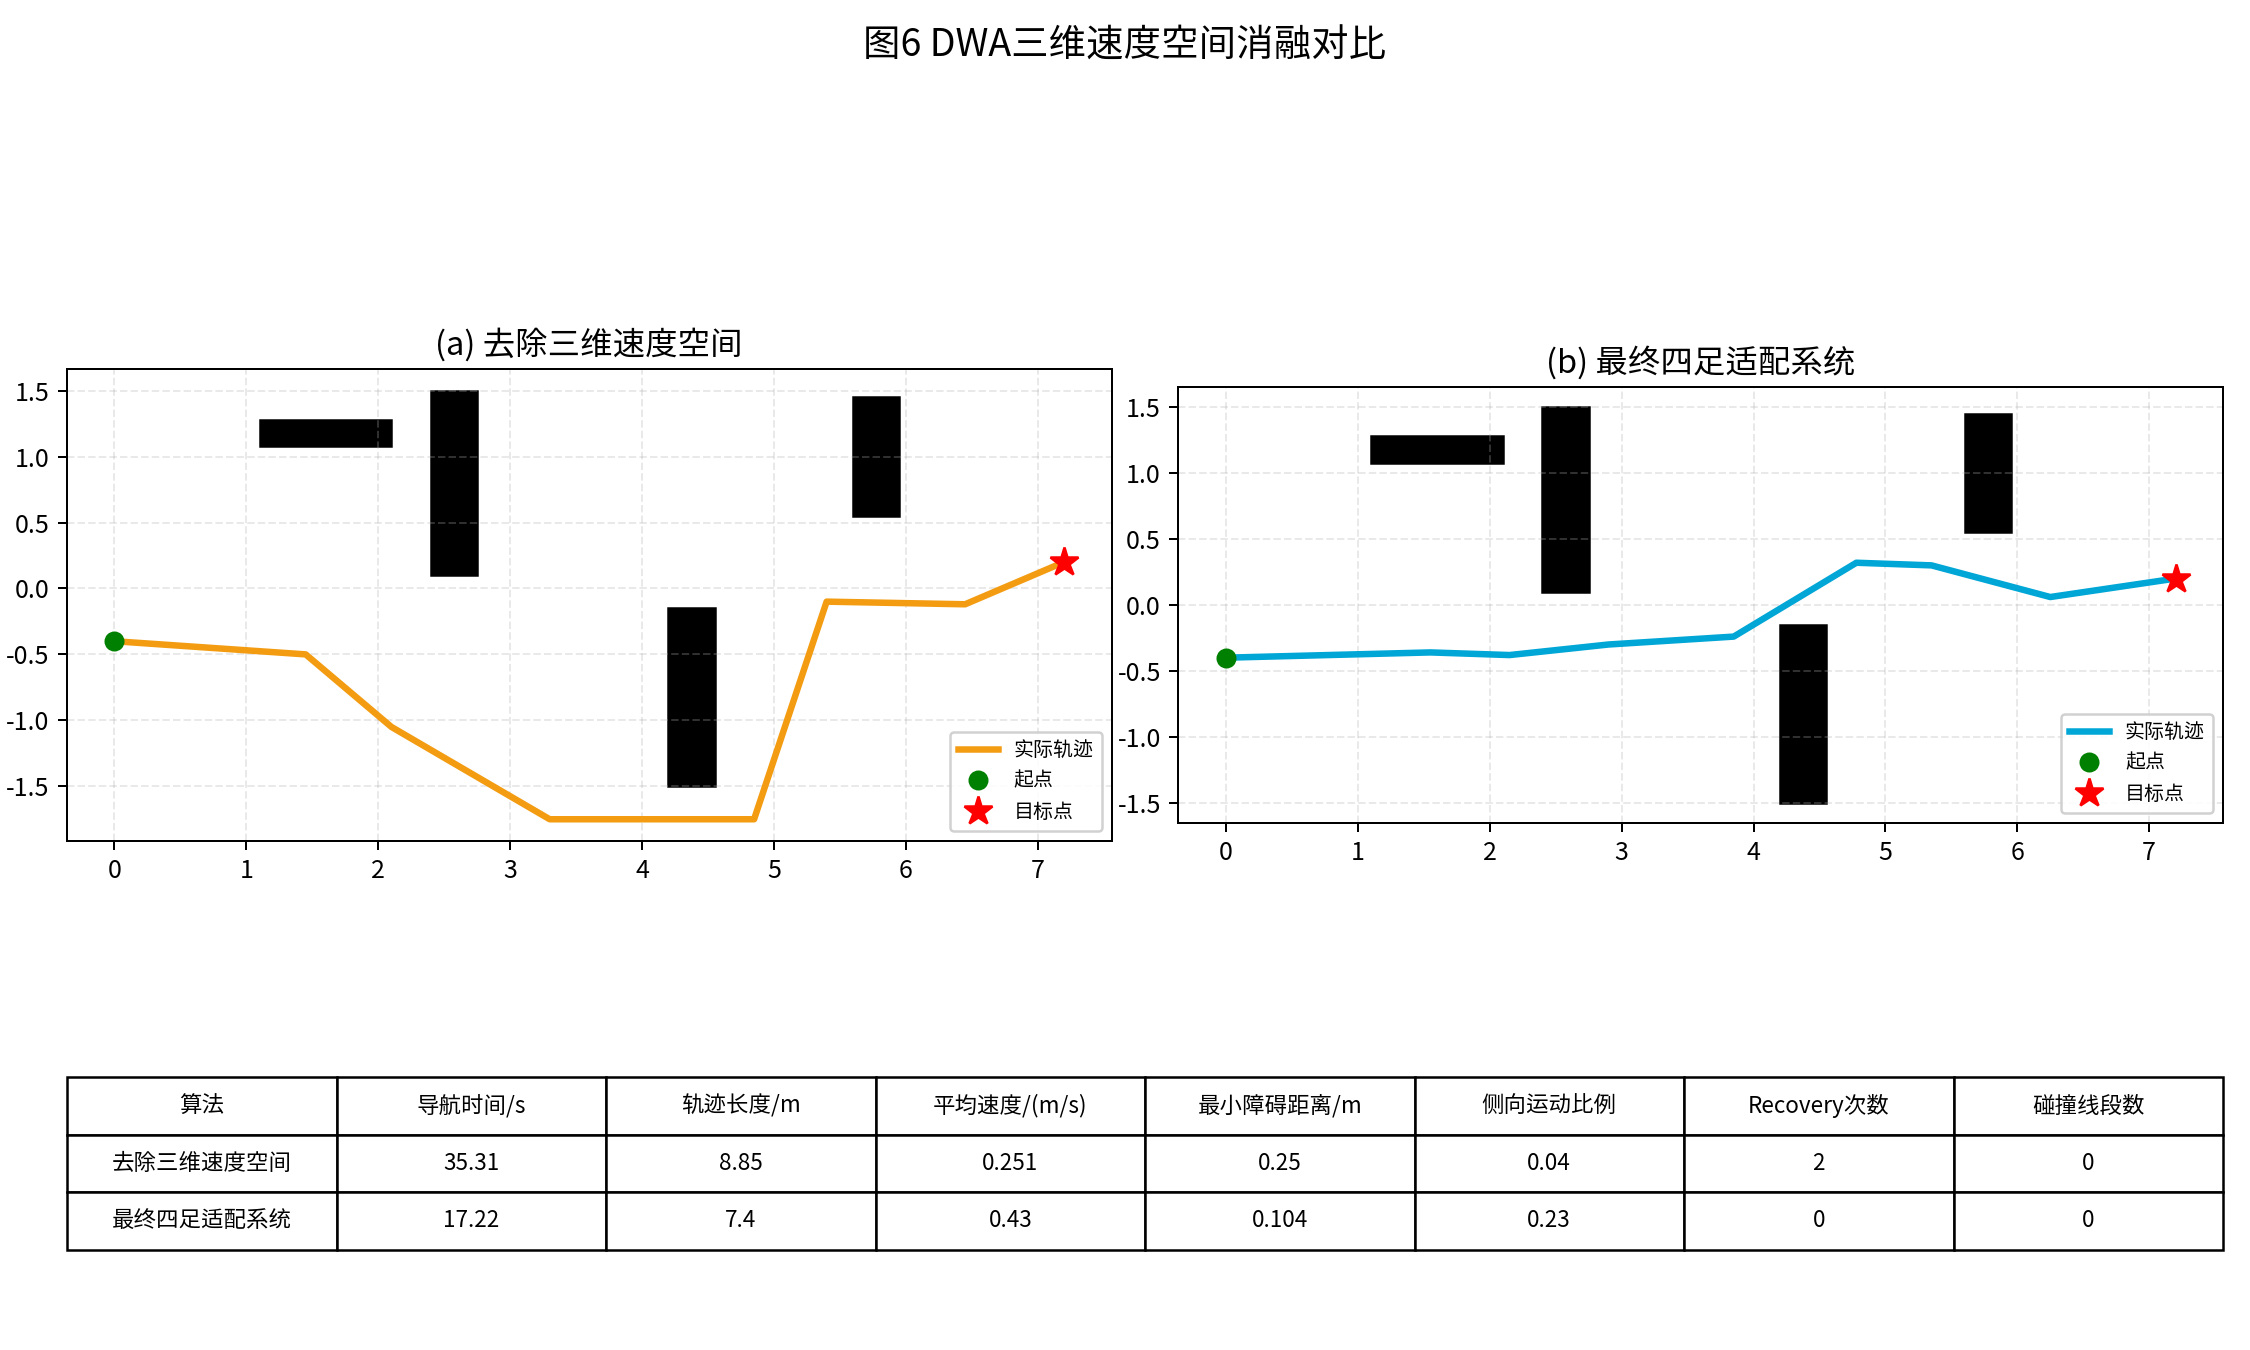 图6 DWA三维速度空间消融对比
(a) 去除三维速度空间
1.5
1.0
0.5
0.0
-0.5
-1.0
-1.5
0 1 2 3 4 5 6 7
实际轨迹
起点
目标点
(b) 最终四足适配系统
1.5
1.0
0.5
0.0
-0.5
-1.0
-1.5
0 1 2 3 4 5 6 7
实际轨迹
起点
目标点
算法 导航时间/s 轨迹长度/m 平均速度/(m/s) 最小障碍距离/m 侧向运动比例 Recovery次数 碰撞线段数
去除三维速度空间 35.31 8.85 0.251 0.25 0.04 2 0
最终四足适配系统 17.22 7.4 0.43 0.104 0.23 0 0